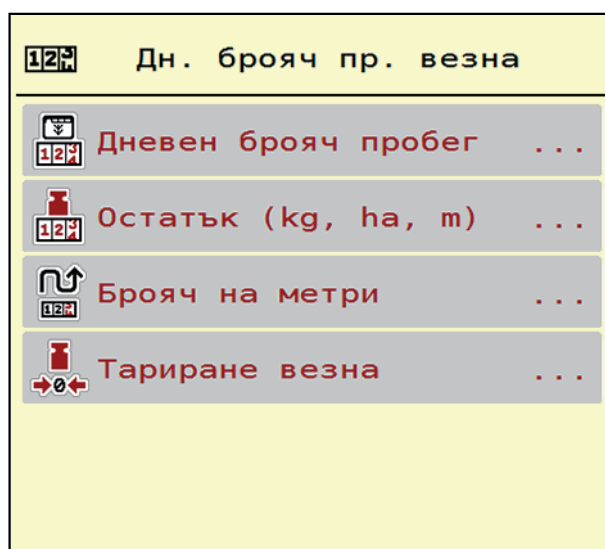 Дн. брояч пр. везна
Дневен брояч пробег ...
Остатък (kg, ha, m) ...
Брояч на метри ...
Тариране везна ...